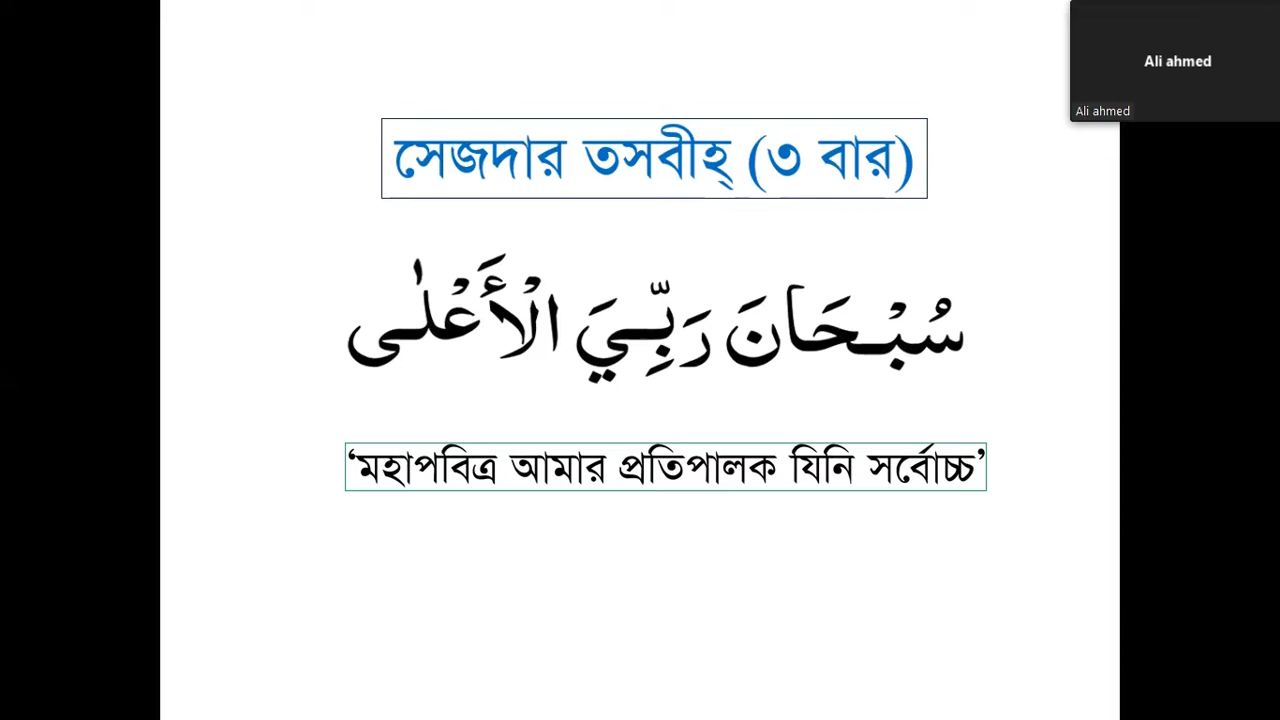 Ali ahmed
Ali ahmed
সেজদার তসবীহ্ (৩ বার)
سُبْحَانَ رَبِّيَ الْأَعْلٰى
‘মহাপবিত্র আমার প্রতিপালক যিনি সর্বোচ্চ’